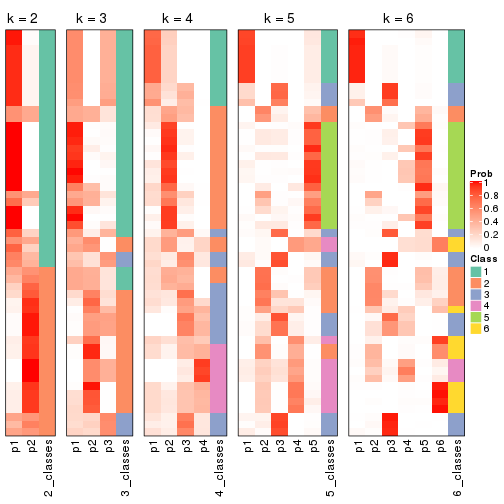 k = 2
k = 3
k = 4
k = 5
k = 6
Prob
1
0.8
0.6
0.4
0.2
0
Class
1
2
3
4
5
6
p1
p2
2_classes
p1
p2
p3
3_classes
p1
p2
p3
p4
4_classes
p1
p2
p3
p4
p5
5_classes
p1
p2
p3
p4
p5
p6
6_classes